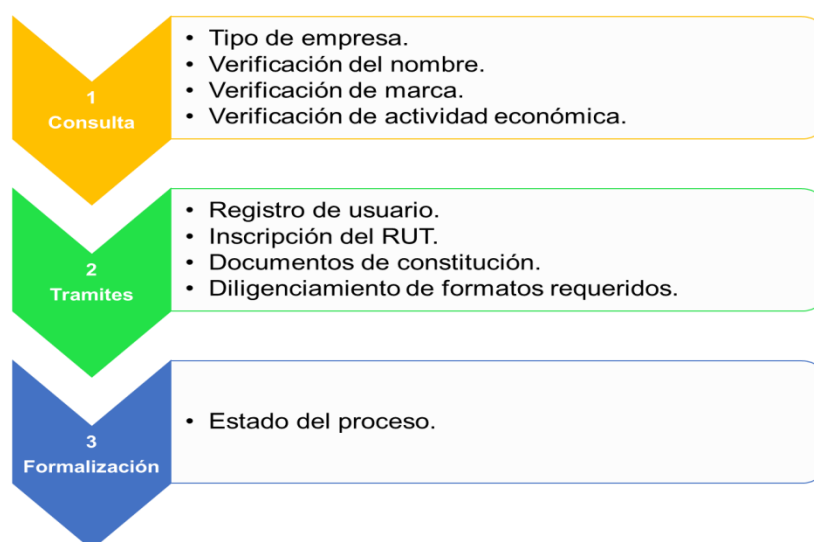 1
Consulta
• Tipo de empresa.
• Verificación del nombre.
• Verificación de marca.
• Verificación de actividad económica.
2
Tramites
• Registro de usuario.
• Inscripción del RUT.
• Documentos de constitución.
• Diligenciamiento de formatos requeridos.
3
Formalización
• Estado del proceso.